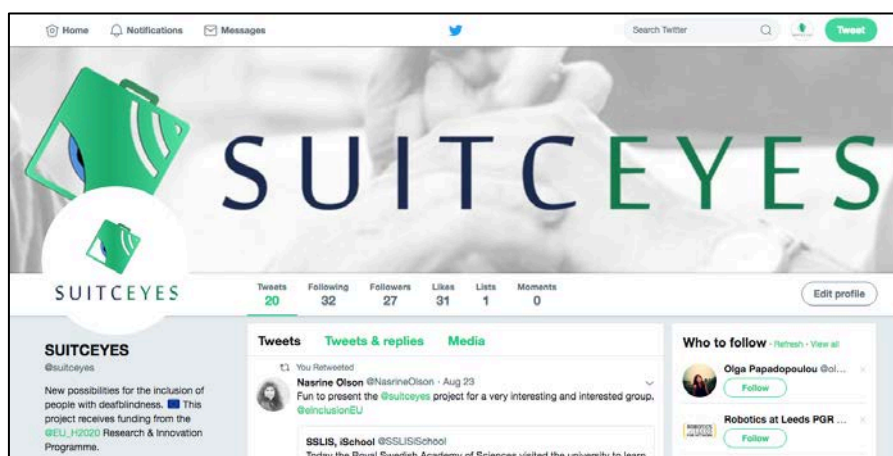 Home Notifications Messages Search Twitter Tweet
SUITCEYES
SUITCEYES
Tweets Following Followers Likes Lists Moments
20 32 27 31 1 0
Edit profile
SUITCEYES
@suitceyes
New possibilities for the inclusion of
people with deafblindness. 🇪🇺 This
project receives funding from the
@EU_H2020 Research & Innovation
Programme.
Tweets Tweets & replies Media
You Retweeted
Nasrine Olson @NasrineOlson · Aug 23
Fun to present the @suitceyes project for a very interesting and interested group.
@eInclusionEU
SSLIS, iSchool @SSLISiSchool
Today the Royal Swedish Academy of Sciences visited the university to learn
Who to follow · Refresh · View all
Olga Papadopoulou @ol...
Follow
Robotics at Leeds PGR ...
Follow